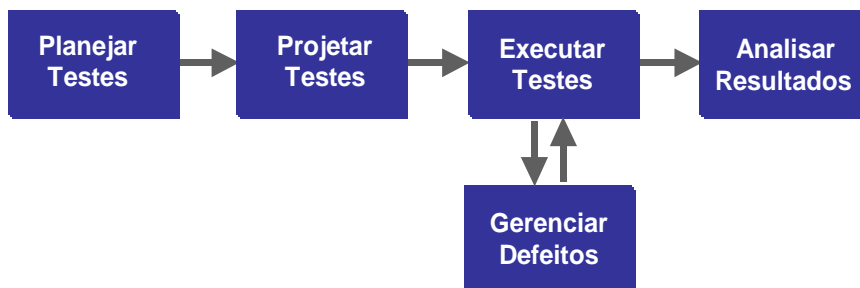 Planejar
Testes
Projetar
Testes
Executar
Testes
Analisar
Resultados
Gerenciar
Defeitos